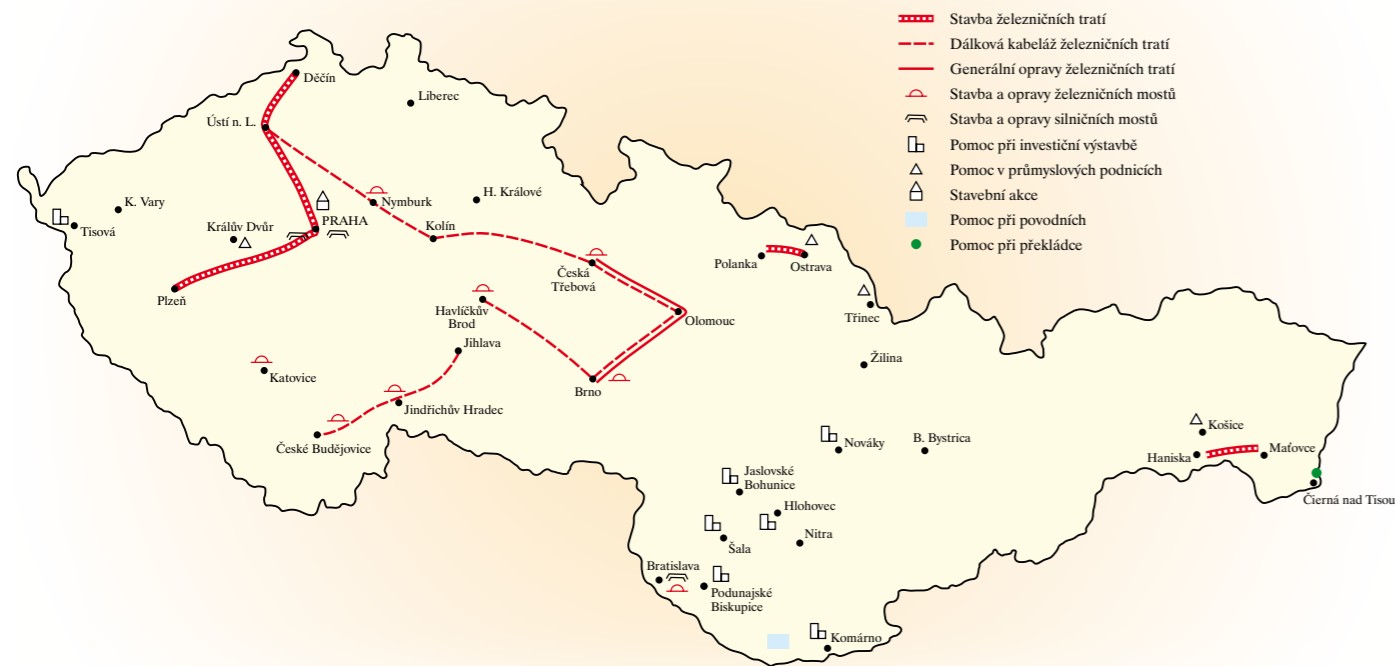 Stavba železničních tratí
Dálková kabeláž železničních tratí
Generální opravy železničních tratí
Stavba a opravy železničních mostů
Stavba a opravy silničních mostů
Pomoc při investiční výstavbě
Pomoc v průmyslových podnicích
Stavební akce
Pomoc při povodních
Pomoc při překládce
Děčín
Liberec
Ústí n. L.
K. Vary
Nymburk
H. Králové
Tisová
Králův Dvůr
PRAHA
Kolín
Plzeň
Česká
Třebová
Polanka
Ostrava
Havlíčkův
Brod
Olomouc
Třinec
Jihlava
Žilina
Katovice
Brno
Jindřichův Hradec
České Budějovice
Nováky
B. Bystrica
Košice
Haniska
Maťovce
Čierná nad Tisou
Jaslovské
Bohunice
Hlohovec
Šala
Nitra
Bratislava
Podunajské
Biskupice
Komárno